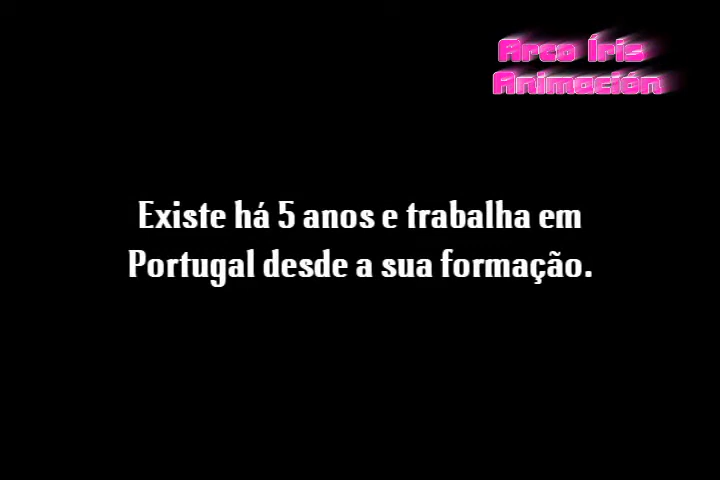 Arco Íris
Animación
Existe há 5 anos e trabalha em
Portugal desde a sua formação.